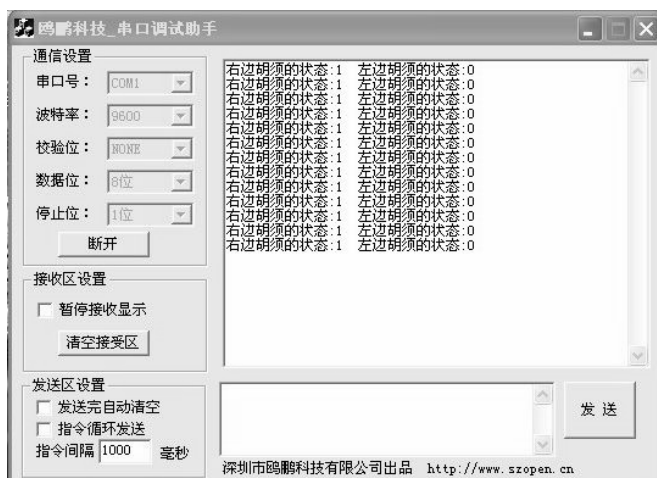 鸥鹏科技_串口调试助手
通信设置
串口号: COM1
波特率: 9600
校验位: NONE
数据位: 8位
停止位: 1位
断开
接收区设置
暂停接收显示
清空接受区
发送区设置
发送完自动清空
指令循环发送
指令间隔 1000 毫秒
右边胡须的状态:1 左边胡须的状态:0
右边胡须的状态:1 左边胡须的状态:0
右边胡须的状态:1 左边胡须的状态:0
右边胡须的状态:1 左边胡须的状态:0
右边胡须的状态:1 左边胡须的状态:0
右边胡须的状态:1 左边胡须的状态:0
右边胡须的状态:1 左边胡须的状态:0
右边胡须的状态:1 左边胡须的状态:0
右边胡须的状态:1 左边胡须的状态:0
右边胡须的状态:1 左边胡须的状态:0
右边胡须的状态:1 左边胡须的状态:0
右边胡须的状态:1 左边胡须的状态:0
右边胡须的状态:1 左边胡须的状态:0
发送
深圳市鸥鹏科技有限公司出品 http://www.szopen.cn